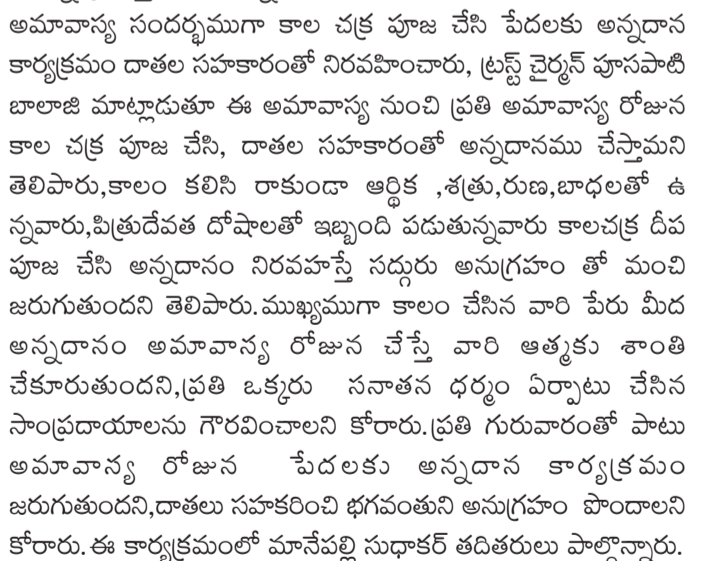 అమావాస్య సందర్భముగా కాల చక్ర పూజ చేసి పేదలకు అన్నదాన
కార్యక్రమం దాతల సహకారంతో నిరవహించారు, ట్రస్ట్ చైర్మన్ పూసపాటి
బాలాజి మాట్లాడుతూ ఈ అమావాస్య నుంచి ప్రతి అమావాస్య రోజున
కాల చక్ర పూజ చేసి, దాతల సహకారంతో అన్నదానము చేస్తామని
తెలిపారు,కాలం కలిసి రాకుండా ఆర్థిక ,శత్రు,రుణ,బాధలతో ఉ
న్నవారు,పిత్రుదేవత దోషాలతో ఇబ్బంది పడుతున్నవారు కాలచక్ర దీప
పూజ చేసి అన్నదానం నిరవహస్తే సద్గురు అనుగ్రహం తో మంచి
జరుగుతుందని తెలిపారు.ముఖ్యముగా కాలం చేసిన వారి పేరు మీద
అన్నదానం అమావాన్య రోజున చేస్తే వారి ఆత్మకు శాంతి
చేకూరుతుందని,ప్రతి ఒక్కరు సనాతన ధర్మం ఏర్పాటు చేసిన
సాంప్రదాయాలను గౌరవించాలని కోరారు.ప్రతి గురువారంతో పాటు
అమావాన్య రోజున పేదలకు అన్నదాన కార్యక్రమం
జరుగుతుందని,దాతలు సహకరించి భగవంతుని అనుగ్రహం పొందాలని
కోరారు.ఈ కార్యక్రమంలో మానేపల్లి సుధాకర్ తదితరులు పాల్గొన్నారు.